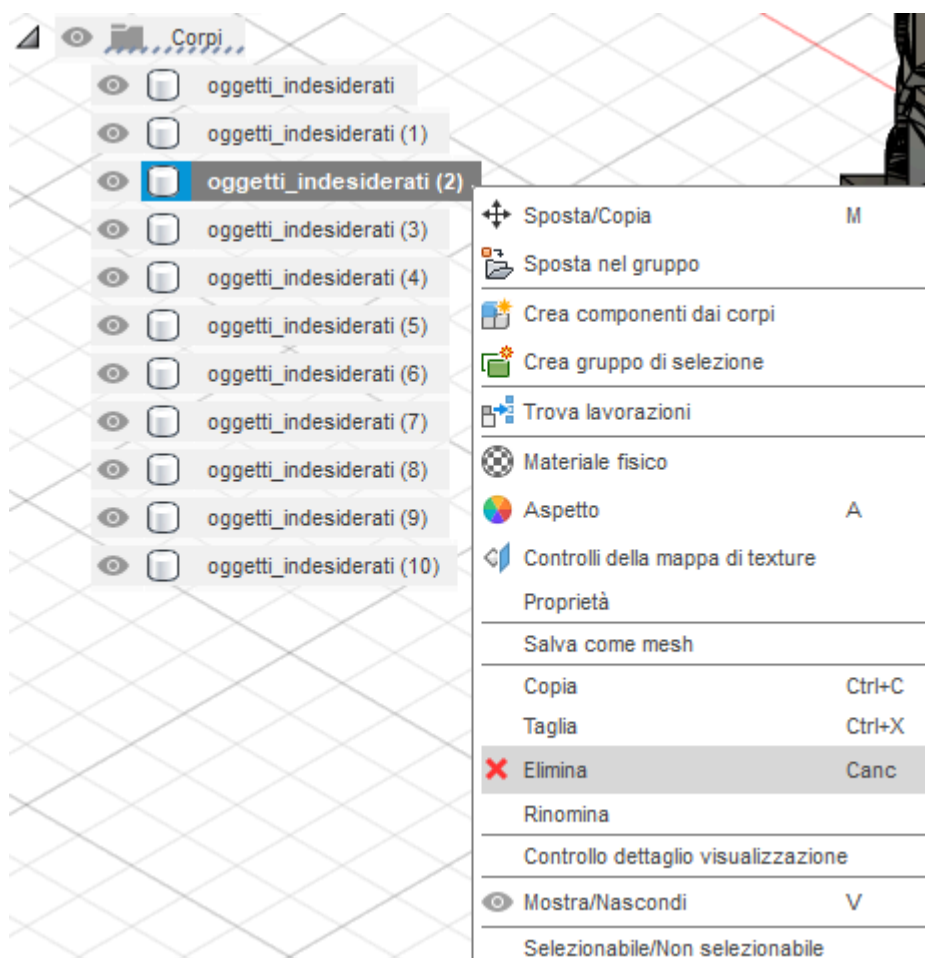 Corpi
oggetti_indesiderati
oggetti_indesiderati (1)
oggetti_indesiderati (2)
oggetti_indesiderati (3)
oggetti_indesiderati (4)
oggetti_indesiderati (5)
oggetti_indesiderati (6)
oggetti_indesiderati (7)
oggetti_indesiderati (8)
oggetti_indesiderati (9)
oggetti_indesiderati (10)
Sposta/Copia M
Sposta nel gruppo
Crea componenti dai corpi
Crea gruppo di selezione
Trova lavorazioni
Materiale fisico
Aspetto A
Controlli della mappa di texture
Proprietà
Salva come mesh
Copia Ctrl+C
Taglia Ctrl+X
Elimina Canc
Rinomina
Controllo dettaglio visualizzazione
Mostra/Nascondi V
Selezionabile/Non selezionabile